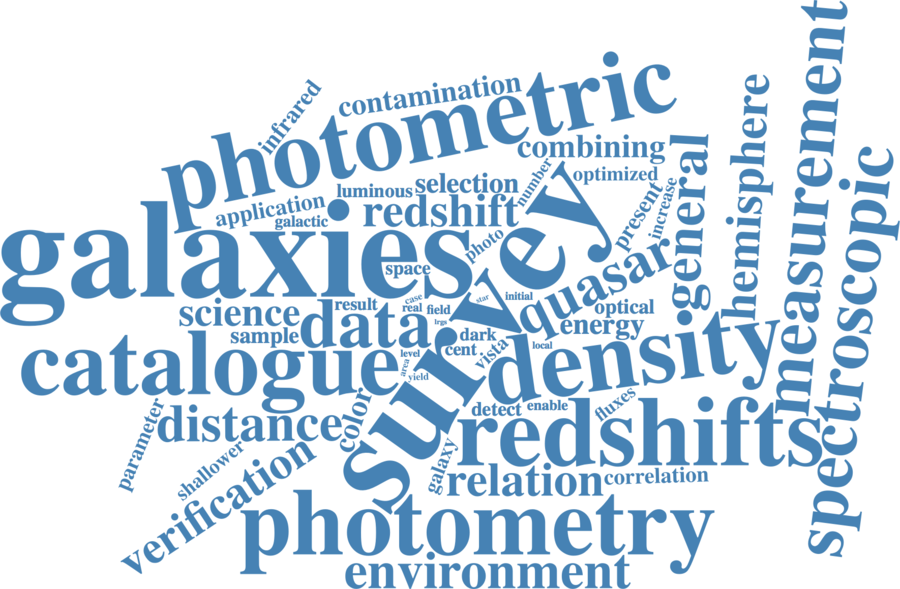 measurement
photometric
contamination
infrared
hemisphere
combining
general
spectroscopic
number
optimized
luminous
selection
application
galactic
redshift
present
increase
galaxies
survey
photo
space
quasar
science
result
case
real
field
star
initial
optical
energy
sample
data
lrgs
dark
cent
vista
local
density
catalogue
level
area
yield
color
detect
enable
fluxes
parameter
distance
redshifts
shallower
verification
galaxy
relation
correlation
photometry
environment